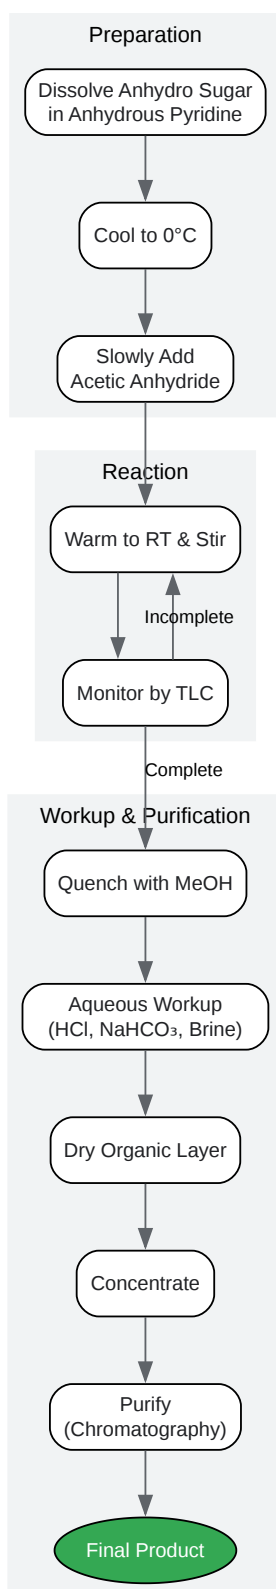 Preparation
Dissolve Anhydro Sugar
in Anhydrous Pyridine
Cool to 0°C
Slowly Add
Acetic Anhydride
Reaction
Warm to RT & Stir
Incomplete
Monitor by TLC
Complete
Workup & Purification
Quench with MeOH
Aqueous Workup
(HCl, NaHCO₃, Brine)
Dry Organic Layer
Concentrate
Purify
(Chromatography)
Final Product